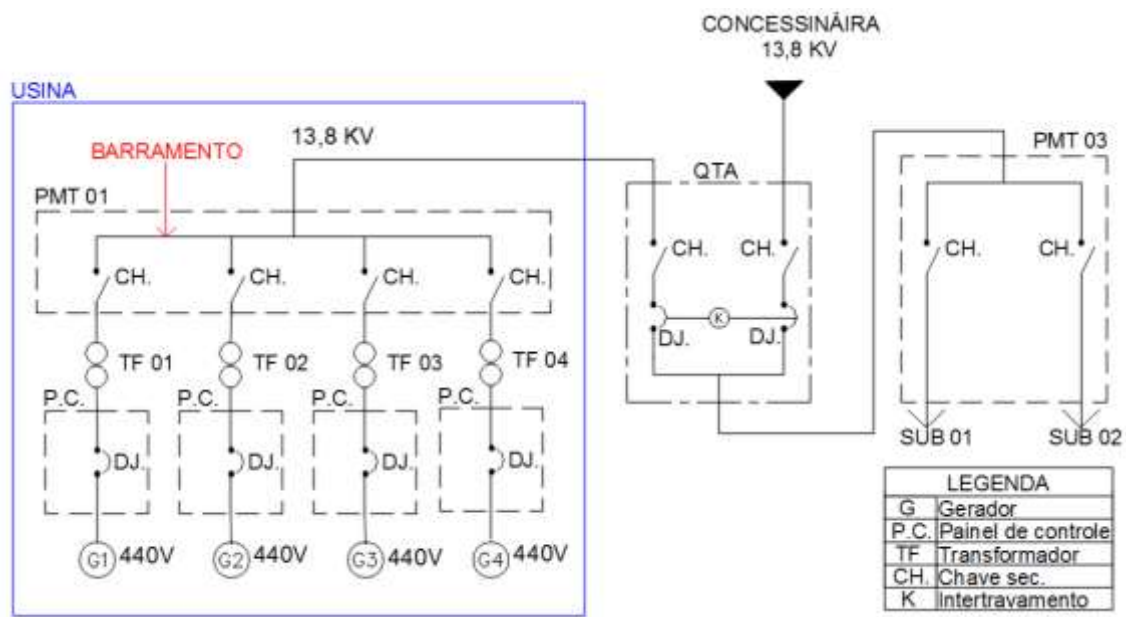 CONCESSINÂIRA
13,8 KV
USINA
13,8 KV
BARRAMENTO
PMT 01
QTA
PMT 03
CH.
CH.
CH.
CH.
CH.
CH.
CH.
CH.
K
DJ.
DJ.
TF 01
TF 02
TF 03
TF 04
P.C.
P.C.
P.C.
P.C.
DJ.
DJ.
DJ.
DJ.
SUB 01
SUB 02
G1 440V
G2 440V
G3 440V
G4 440V
LEGENDA
G Gerador
P.C. Painel de controle
TF Transformador
CH. Chave sec.
K Intertravamento